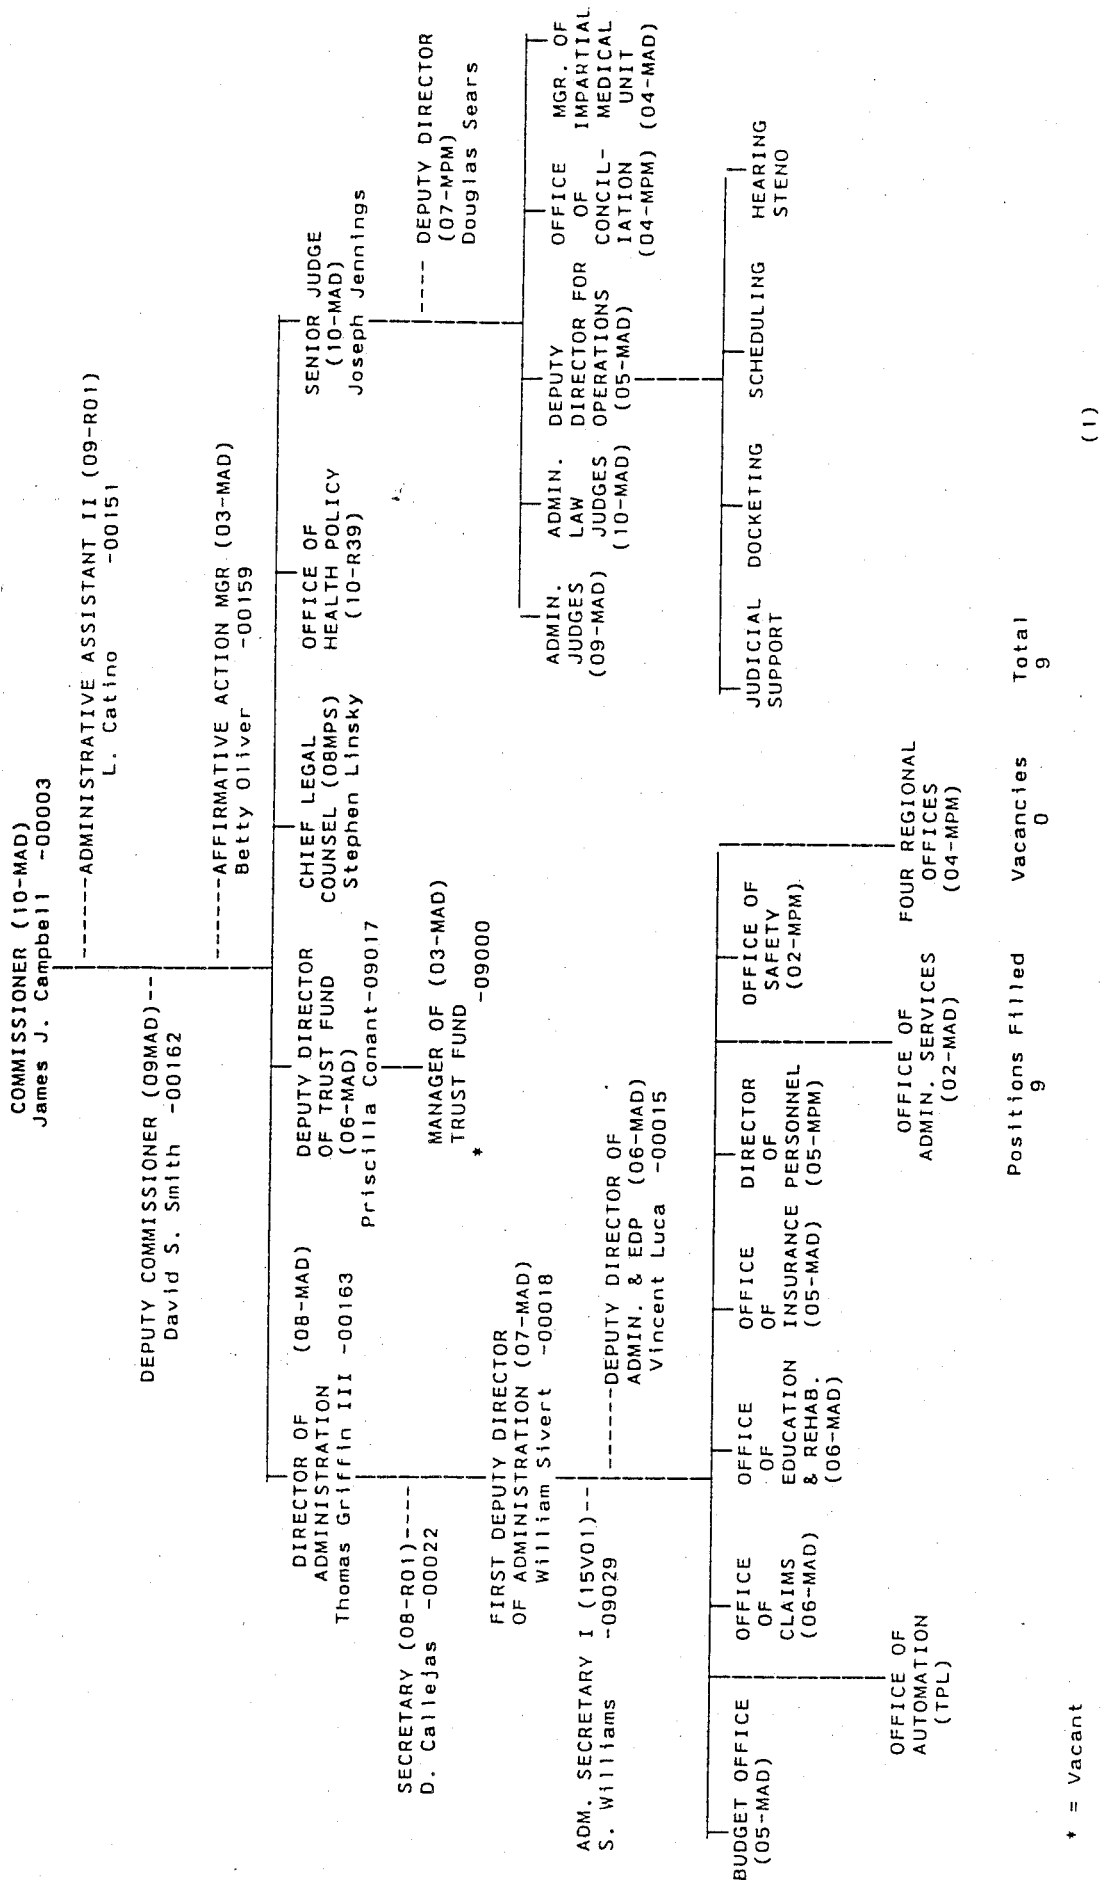 COMMISSIONER (10-MAD)
James J. Campbell -00003
------ADMINISTRATIVE ASSISTANT II (09-R01)
L. Catino -00151
DEPUTY COMMISSIONER (09MAD)--
David S. Smith -00162
------AFFIRMATIVE ACTION MGR (03-MAD)
Betty Oliver -00159
DIRECTOR OF (08-MAD)
ADMINISTRATION
Thomas Griffin III -00163
DEPUTY DIRECTOR
OF TRUST FUND
(06-MAD)
Priscilla Conant-09017
CHIEF LEGAL
COUNSEL (08MPS)
Stephen Linsky
OFFICE OF
HEALTH POLICY
(10-R39)
SENIOR JUDGE
(10-MAD)
Joseph Jennings
SECRETARY (08-R01)----
D. Callejas -00022
MANAGER OF (03-MAD)
TRUST FUND
* -09000
---- DEPUTY DIRECTOR
(07-MPM)
Douglas Sears
FIRST DEPUTY DIRECTOR
OF ADMINISTRATION (07-MAD)
William Sivert -00018
ADM. SECRETARY I (15V01)--
S. Williams -09029
------DEPUTY DIRECTOR OF
ADMIN. & EDP (06-MAD)
Vincent Luca -00015
ADMIN.
JUDGES
(09-MAD)
ADMIN.
LAW
JUDGES
(10-MAD)
DEPUTY
DIRECTOR FOR
OPERATIONS
(05-MAD)
OFFICE
OF
CONCIL-
IATION
(04-MPM)
MGR. OF
IMPARTIAL
MEDICAL
UNIT
(04-MAD)
BUDGET OFFICE
(05-MAD)
OFFICE
OF
CLAIMS
(06-MAD)
OFFICE
OF
EDUCATION
& REHAB.
(06-MAD)
OFFICE
OF
INSURANCE
(05-MAD)
DIRECTOR
OF
PERSONNEL
(05-MPM)
OFFICE OF
SAFETY
(02-MPM)
JUDICIAL
SUPPORT
DOCKETING
SCHEDULING
HEARING
STENO
OFFICE OF
AUTOMATION
(TPL)
OFFICE OF
ADMIN. SERVICES
(02-MAD)
FOUR REGIONAL
OFFICES
(04-MPM)
Positions Filled Vacancies Total
9 0 9
* = Vacant
(1)